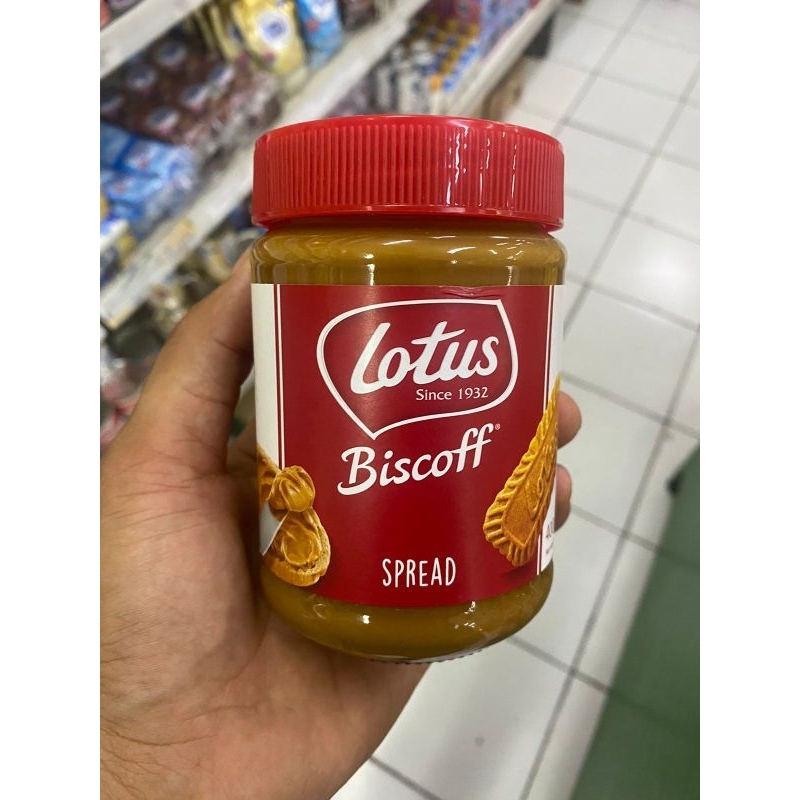 Lotus
Since 1932
Biscoff®
SPREAD